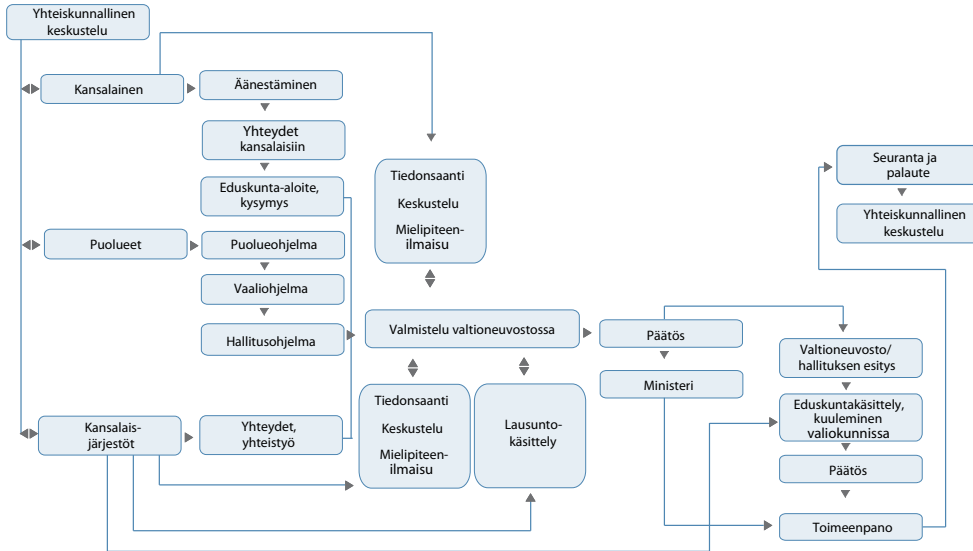 Yhteiskunnallinen
keskustelu
Kansalainen
Äänestäminen
Yhteydet
kansalaisiin
Eduskunta-aloite,
kysymys
Puolueet
Puolueohjelma
Vaaliohjelma
Hallitusohjelma
Kansalais-
järjestöt
Yhteydet,
yhteistyö
Tiedonsaanti
Keskustelu
Mielipiteen-
ilmaisu
Valmistelu valtioneuvostossa
Tiedonsaanti
Keskustelu
Mielipiteen-
ilmaisu
Lausunto-
käsittely
Päätös
Ministeri
Valtioneuvosto/
hallituksen esitys
Eduskuntakäsittely,
kuuleminen
valiokunnissa
Päätös
Toimeenpano
Seuranta ja
palaute
Yhteiskunnallinen
keskustelu